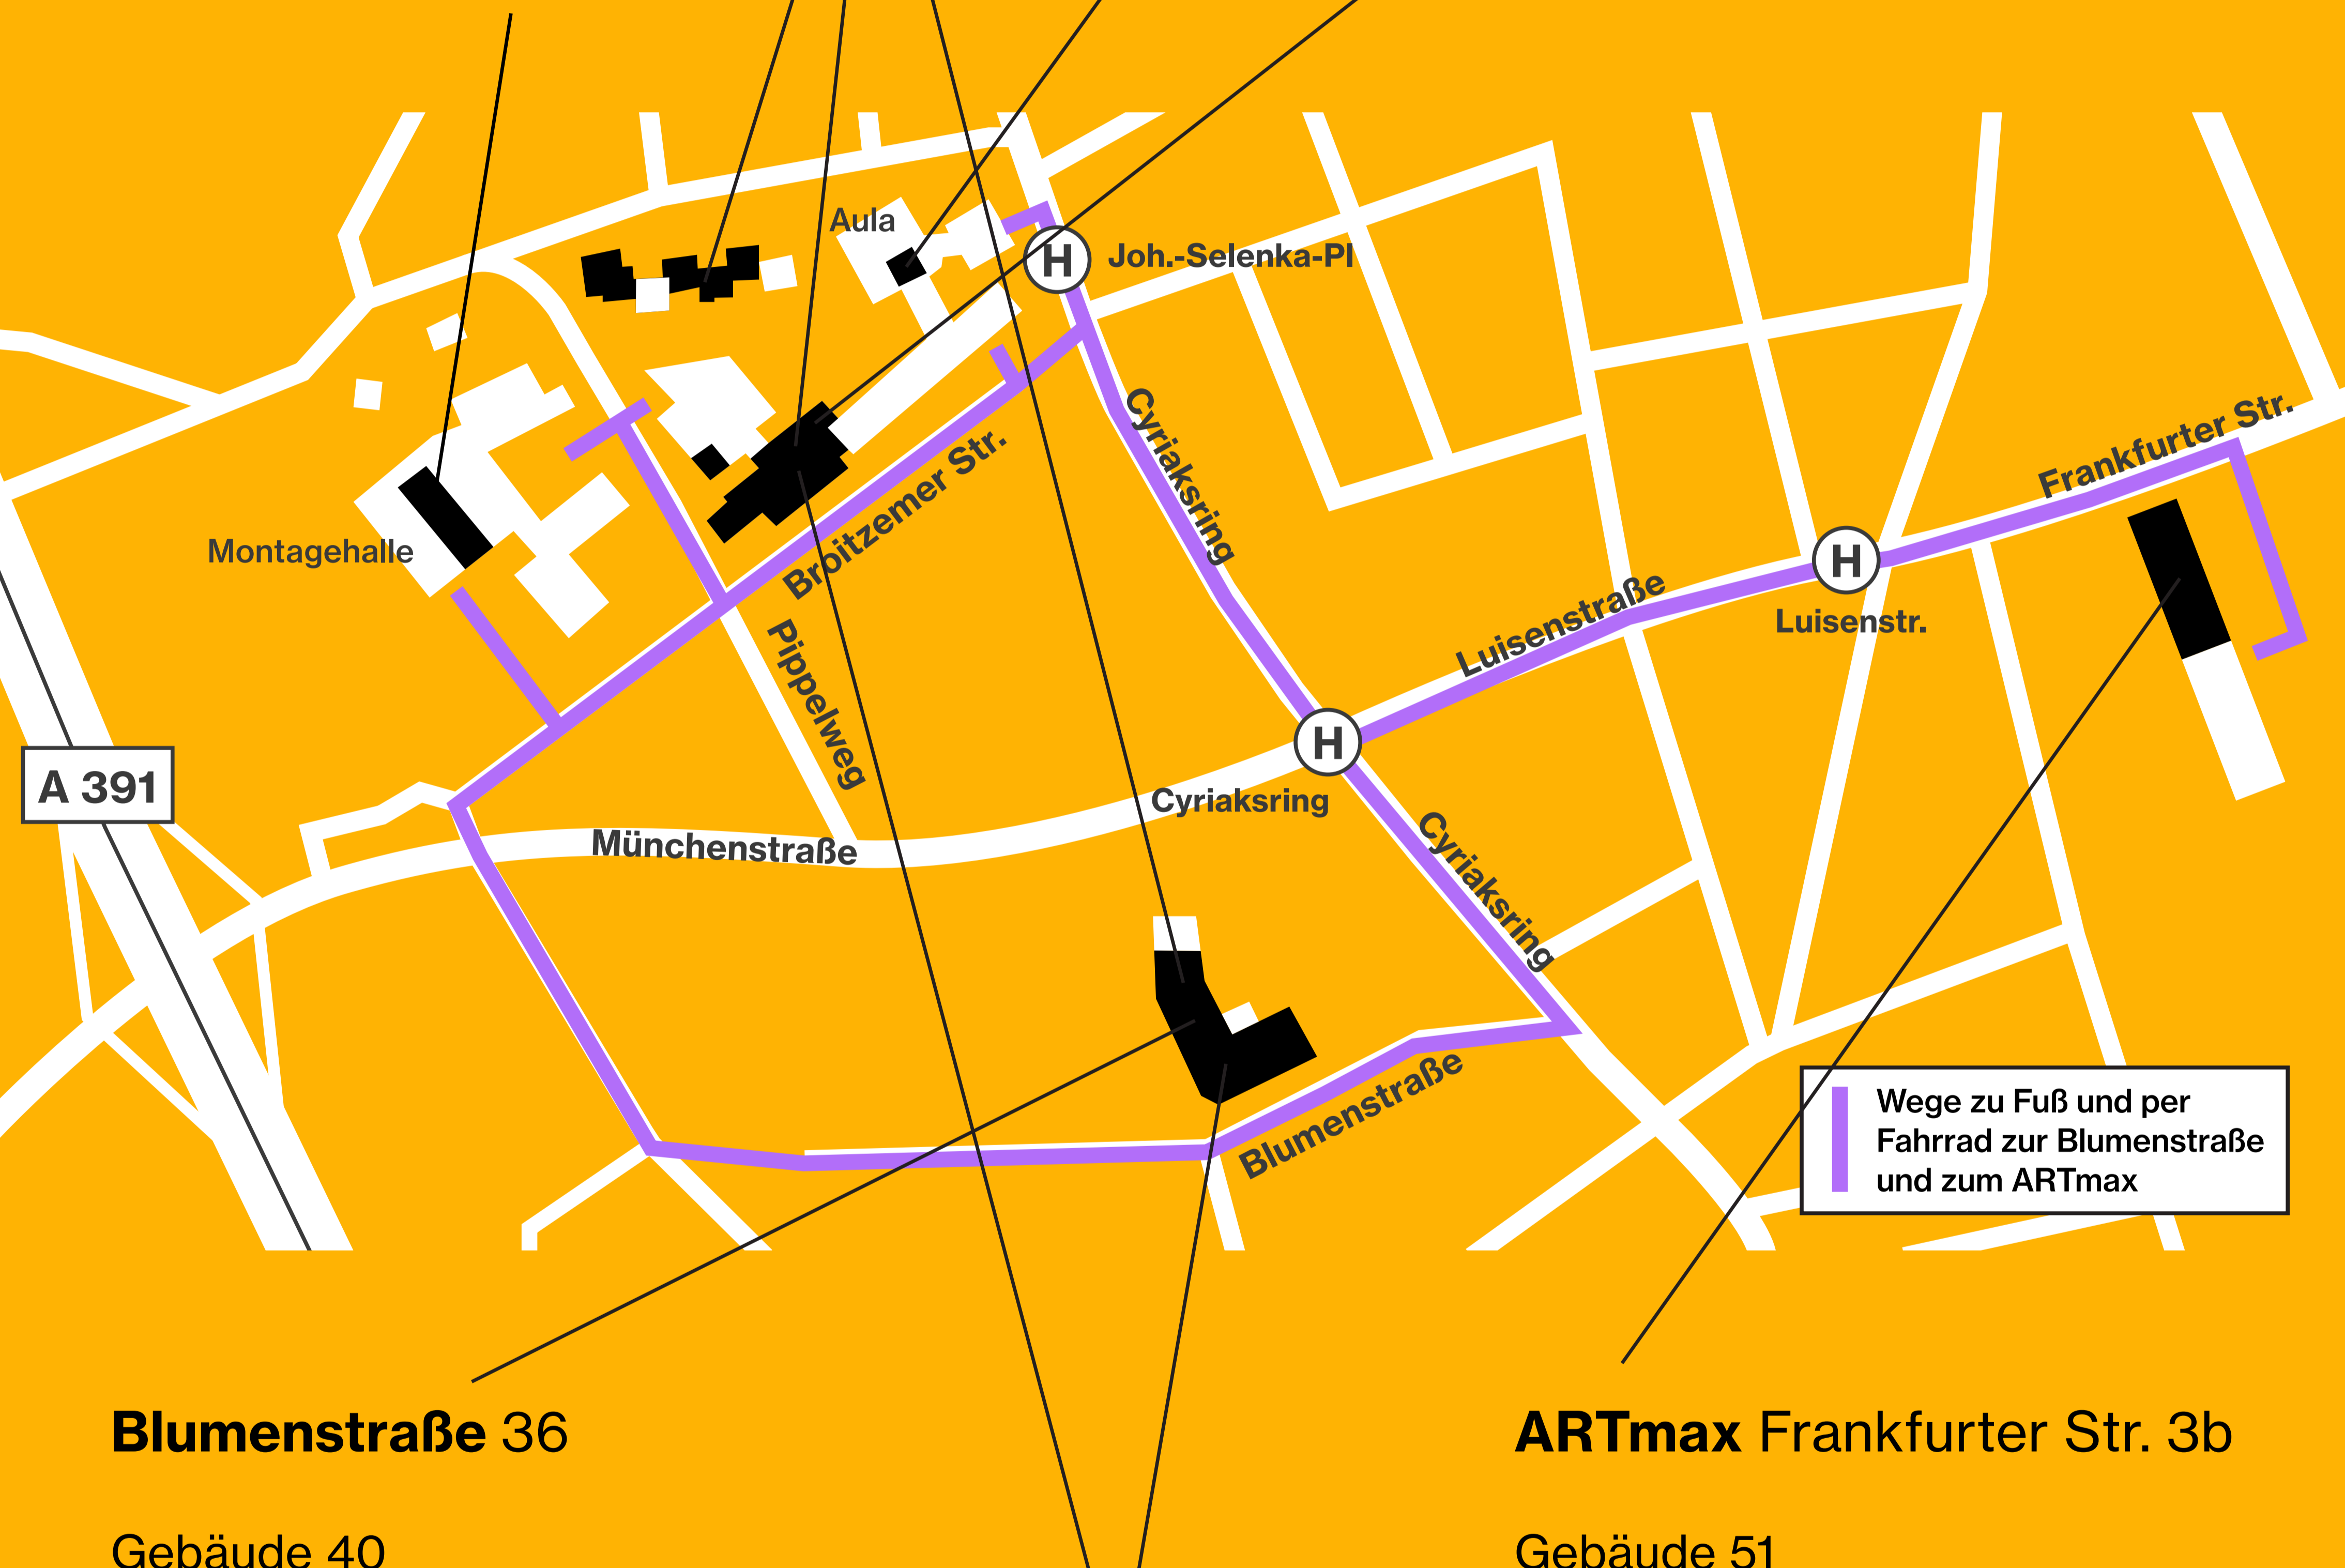 Aula
H
Joh.-Selenka-Pl
Cyriaksring
Frankfurter Str.
Broitzemer Str.
Montagehalle
H
Luisenstraße
Luisenstr.
Pippelweg
H
A 391
Cyriaksring
Münchenstraße
Cyriaksring
Blumenstraße
Wege zu Fuß und per
Fahrrad zur Blumenstraße
und zum ARTmax
Blumenstraße 36
ARTmax Frankfurter Str. 3b
Gebäude 40
Gebäude 51